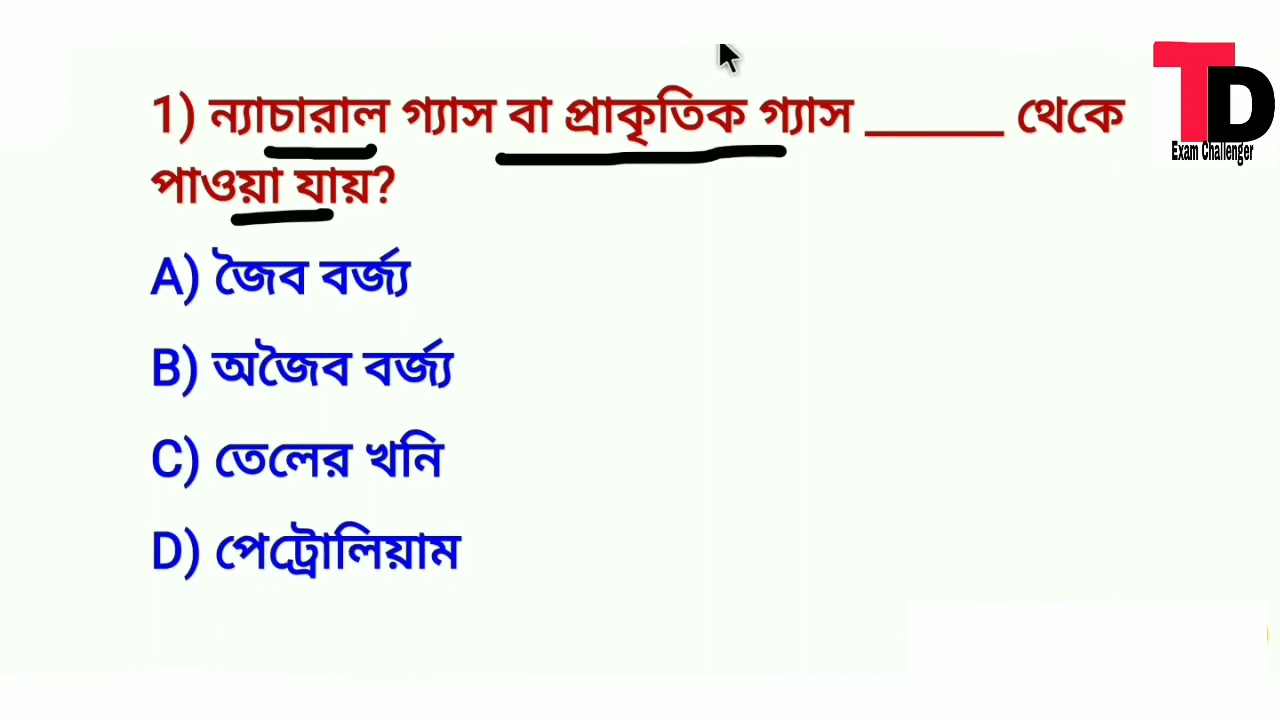 1) ন্যাচারাল গ্যাস বা প্রাকৃতিক গ্যাস ______ থেকে
পাওয়া যায়?
A) জৈব বর্জ্য
B) অজৈব বর্জ্য
C) তেলের খনি
D) পেট্রোলিয়াম
TD
Exam Challenger